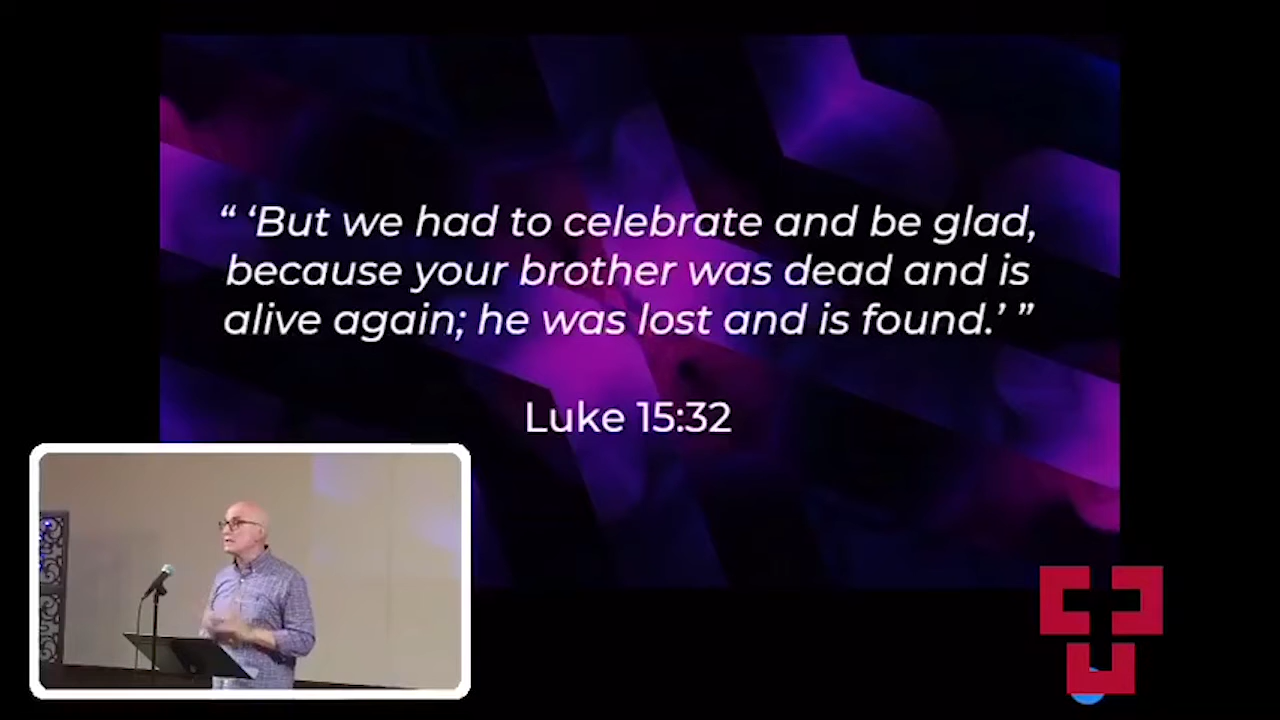 “ ‘But we had to celebrate and be glad,
because your brother was dead and is
alive again; he was lost and is found.’ ”
Luke 15:32